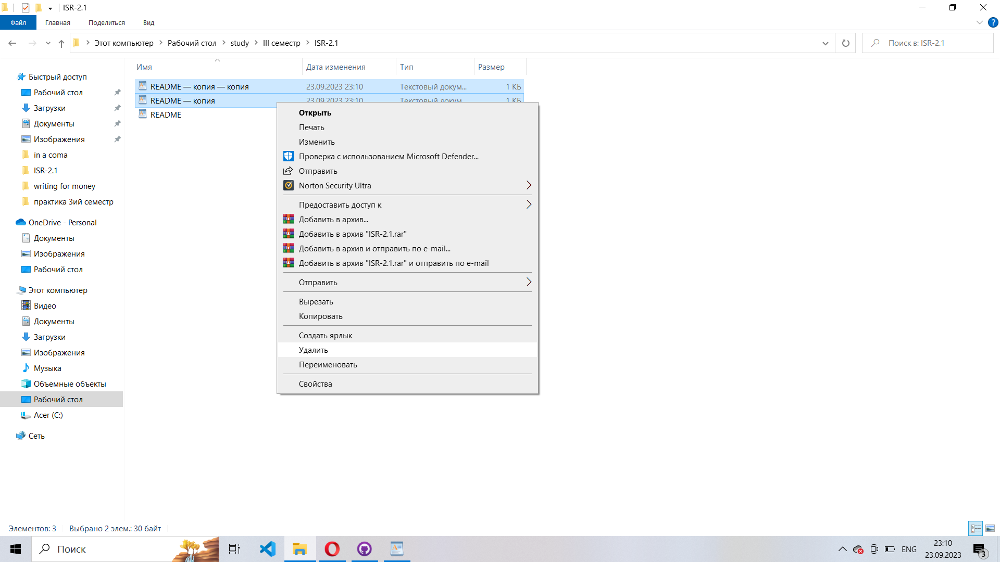 ISR-2.1
Файл Главная Поделиться Вид
Этот компьютер Рабочий стол study III семестр ISR-2.1
Поиск в: ISR-2.1
Имя Дата изменения Тип Размер
README — копия — копия 23.09.2023 23:10 Текстовый докум... 1 КБ
README — копия 23.09.2023 23:10 Текстовый докум... 1 КБ
README
Быстрый доступ
Рабочий стол
Загрузки
Документы
Изображения
in a coma
ISR-2.1
writing for money
практика 3ий семестр
OneDrive - Personal
Документы
Изображения
Рабочий стол
Этот компьютер
Видео
Документы
Загрузки
Изображения
Музыка
Объемные объекты
Рабочий стол
Acer (C:)
Сеть
Открыть
Печать
Изменить
Проверка с использованием Microsoft Defender...
Отправить
Norton Security Ultra
Предоставить доступ к
Добавить в архив...
Добавить в архив "ISR-2.1.rar"
Добавить в архив и отправить по e-mail...
Добавить в архив "ISR-2.1.rar" и отправить по e-mail
Отправить
Вырезать
Копировать
Создать ярлык
Удалить
Переименовать
Свойства
Элементов: 3 Выбрано 2 элем.: 30 байт
Поиск
ENG
23:10
23.09.2023
3